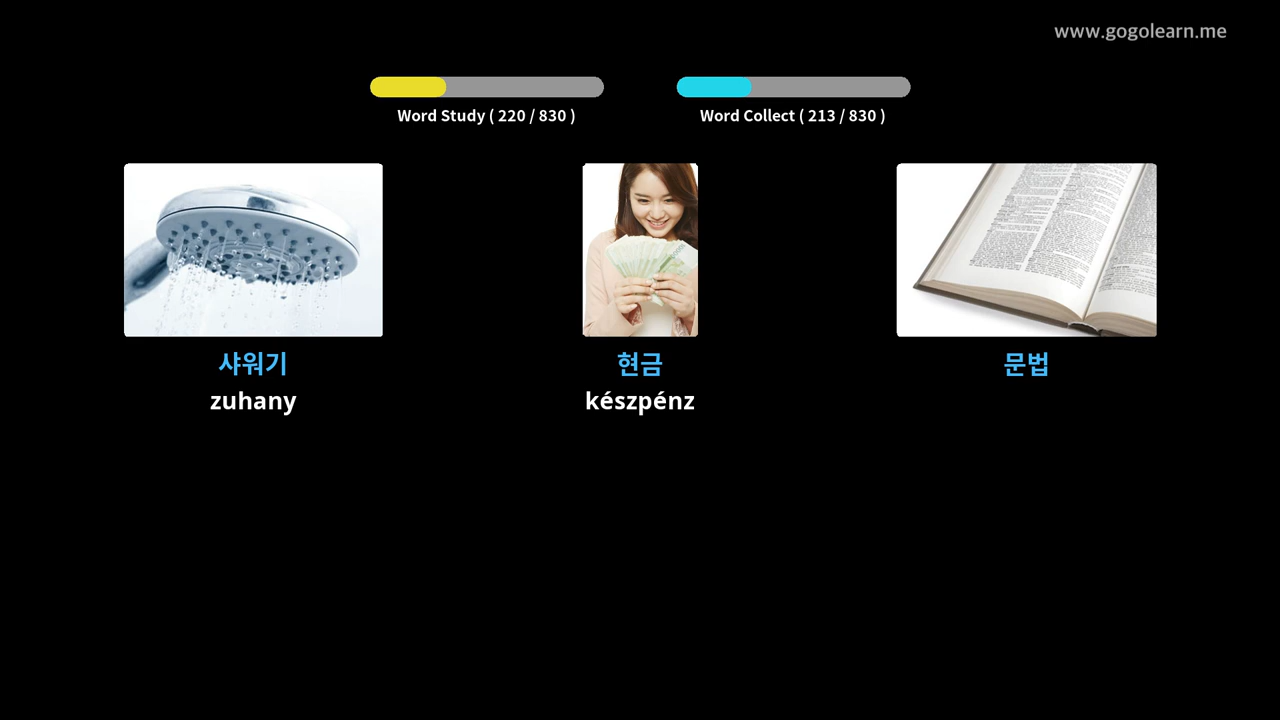 www.gogolearn.me
Word Study ( 220 / 830 )
Word Collect ( 213 / 830 )
샤워기
현금
문법
zuhany
készpénz